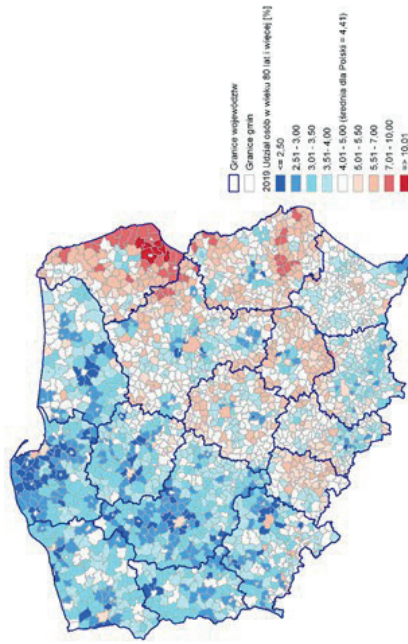 Granice województw
Granice gmin
2019 Udział osób w wieku 80 lat i więcej [%]
<= 2,50
2,51 - 3,00
3,01 - 3,50
3,51 - 4,00
4,01 - 5,00 (średnia dla Polski = 4,41)
5,01 - 5,50
5,51 - 7,00
7,01 - 10,00
=> 10,01